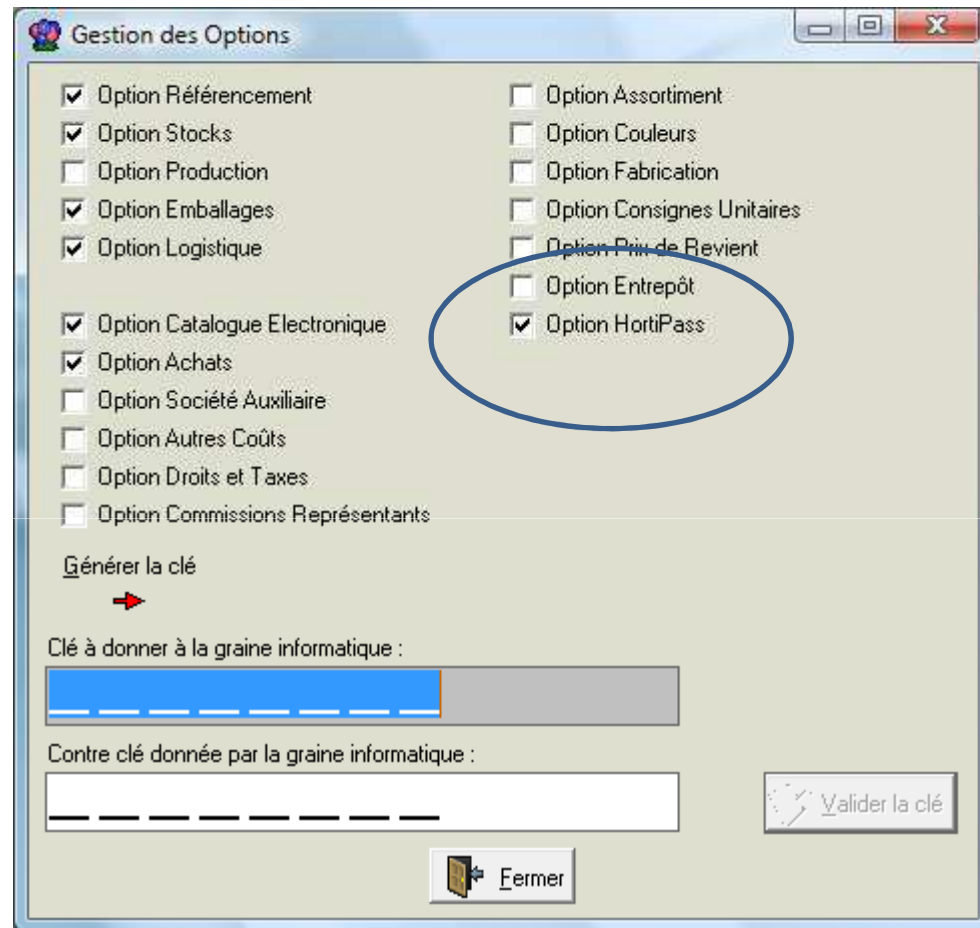 Gestion des Options
Option Référencement
Option Stocks
Option Production
Option Emballages
Option Logistique
Option Catalogue Electronique
Option Achats
Option Société Auxiliaire
Option Autres Coûts
Option Droits et Taxes
Option Commissions Représentants
Option Assortiment
Option Couleurs
Option Fabrication
Option Consignes Unitaires
Option Prix de Revient
Option Entrepôt
Option HortiPass
Générer la clé
Clé à donner à la graine informatique :
Contre clé donnée par la graine informatique :
Valider la clé
Fermer